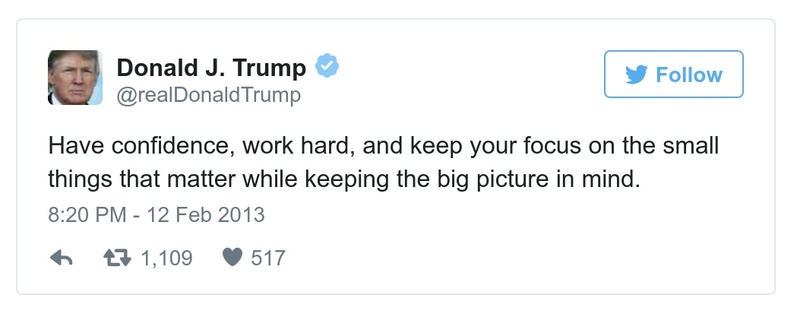 Donald J. Trump
@realDonaldTrump
Follow
Have confidence, work hard, and keep your focus on the small
things that matter while keeping the big picture in mind.
8:20 PM - 12 Feb 2013
1,109 517